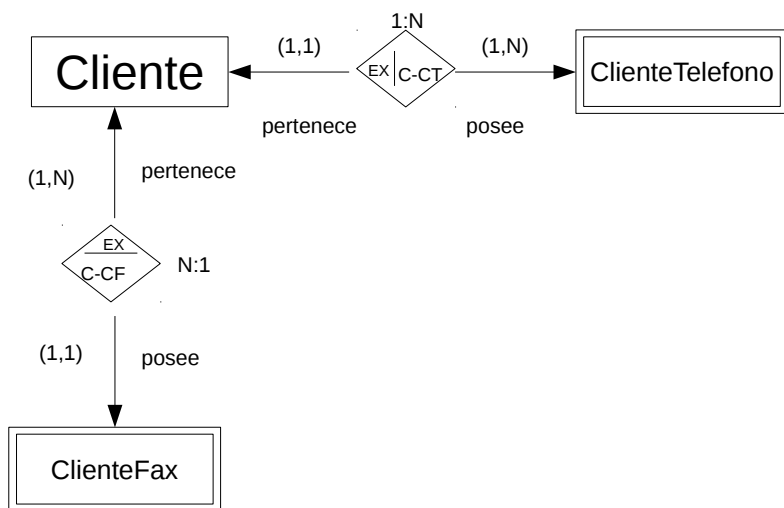 1:N
(1,1)
(1,N)
Cliente
EX
C-CT
ClienteTelefono
pertenece
posee
(1,N)
pertenece
EX
C-CF
N:1
(1,1)
posee
ClienteFax